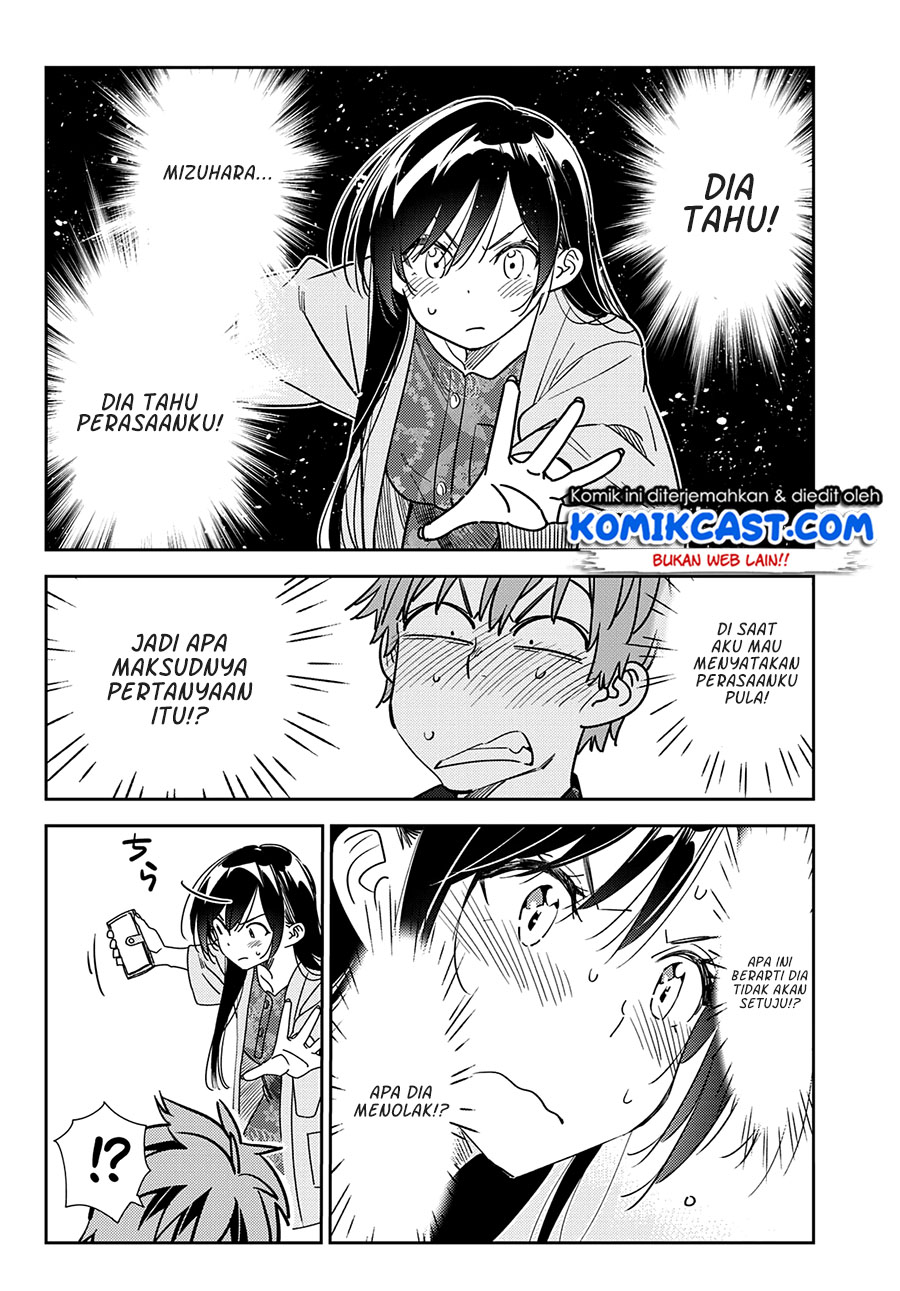 DIA
TAHU!
MIZUHARA...
DIA TAHU
PERASAANKU!
Komik ini diterjemahkan & diedit oleh
KOMIKCAST.COM
BUKAN WEB LAIN!!
DI SAAT
AKU MAU
MENYATAKAN
PERASAANKU
PULA!
JADI APA
MAKSUDNYA
PERTANYAAN
ITU!?
APA INI
BERARTI DIA
TIDAK AKAN
SETUJU!?
APA DIA
MENOLAK!?
ちら
!?